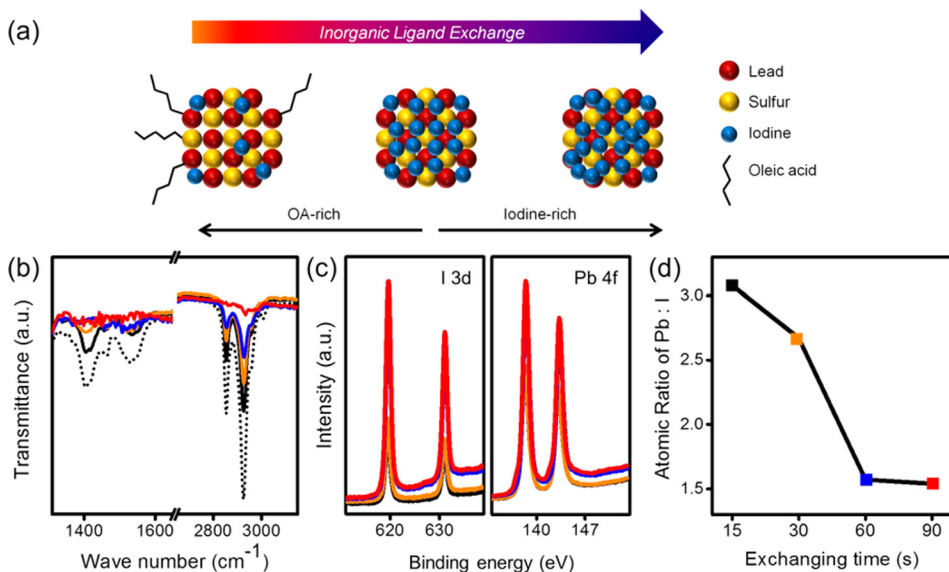 (a)
Inorganic Ligand Exchange
Lead
Sulfur
Iodine
Oleic acid
OA-rich
Iodine-rich
(b)
Transmittance (a.u.)
1400 1600 2800 3000
Wave number (cm⁻¹)
(c)
I 3d
Pb 4f
Intensity (a.u.)
620 630 140 147
Binding energy (eV)
(d)
Atomic Ratio of Pb : I
3.0
2.5
2.0
1.5
15 30 60 90
Exchanging time (s)